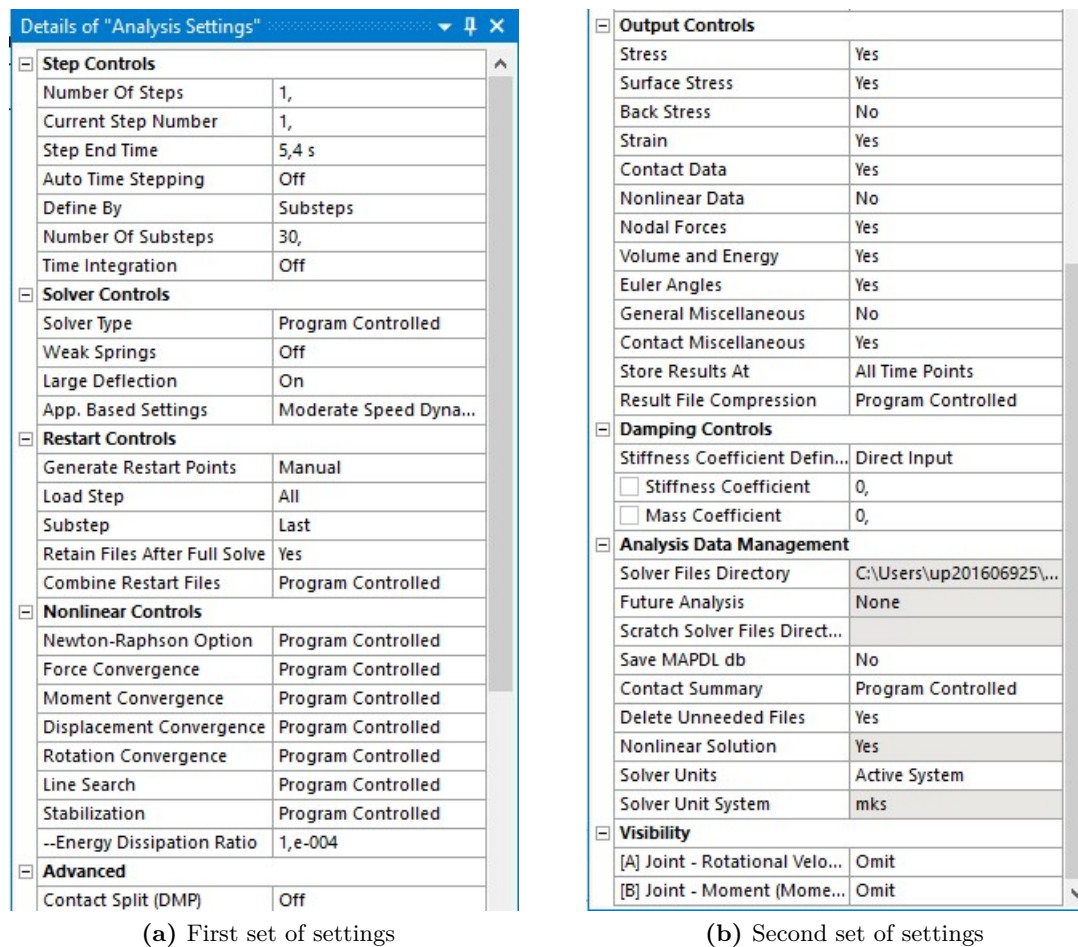 Details of "Analysis Settings"
Step Controls
Number Of Steps 1,
Current Step Number 1,
Step End Time 5,4 s
Auto Time Stepping Off
Define By Substeps
Number Of Substeps 30,
Time Integration Off
Solver Controls
Solver Type Program Controlled
Weak Springs Off
Large Deflection On
App. Based Settings Moderate Speed Dyna...
Restart Controls
Generate Restart Points Manual
Load Step All
Substep Last
Retain Files After Full Solve Yes
Combine Restart Files Program Controlled
Nonlinear Controls
Newton-Raphson Option Program Controlled
Force Convergence Program Controlled
Moment Convergence Program Controlled
Displacement Convergence Program Controlled
Rotation Convergence Program Controlled
Line Search Program Controlled
Stabilization Program Controlled
--Energy Dissipation Ratio 1,e-004
Advanced
Contact Split (DMP) Off
(a) First set of settings
Output Controls
Stress Yes
Surface Stress Yes
Back Stress No
Strain Yes
Contact Data Yes
Nonlinear Data No
Nodal Forces Yes
Volume and Energy Yes
Euler Angles Yes
General Miscellaneous No
Contact Miscellaneous Yes
Store Results At All Time Points
Result File Compression Program Controlled
Damping Controls
Stiffness Coefficient Defin... Direct Input
Stiffness Coefficient 0,
Mass Coefficient 0,
Analysis Data Management
Solver Files Directory C:\Users\up201606925\...
Future Analysis None
Scratch Solver Files Direct...
Save MAPDL db No
Contact Summary Program Controlled
Delete Unneeded Files Yes
Nonlinear Solution Yes
Solver Units Active System
Solver Unit System mks
Visibility
[A] Joint - Rotational Velo... Omit
[B] Joint - Moment (Mome... Omit
(b) Second set of settings